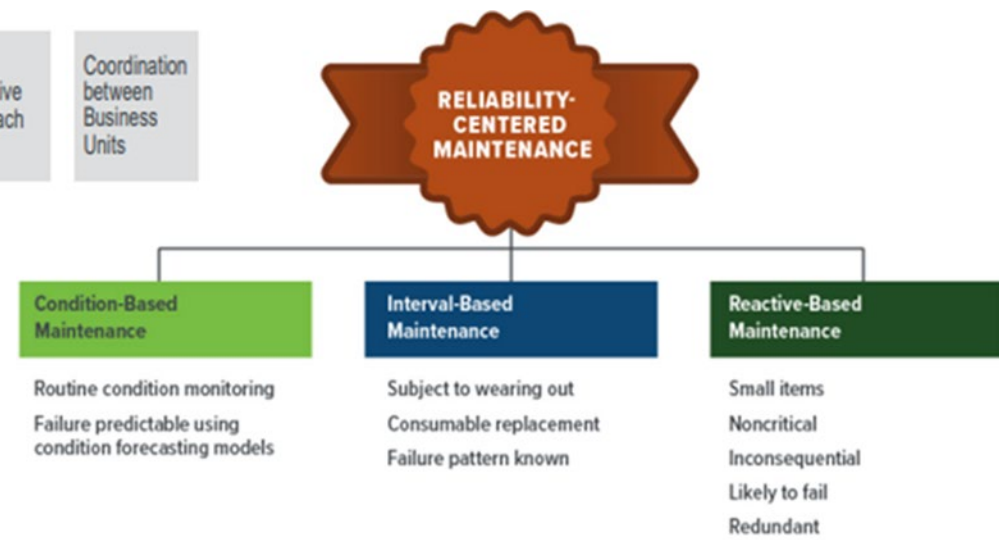 Coordination
between
Business
Units
RELIABILITY-
CENTERED
MAINTENANCE
Condition-Based
Maintenance
Routine condition monitoring
Failure predictable using
condition forecasting models
Interval-Based
Maintenance
Subject to wearing out
Consumable replacement
Failure pattern known
Reactive-Based
Maintenance
Small items
Noncritical
Inconsequential
Likely to fail
Redundant